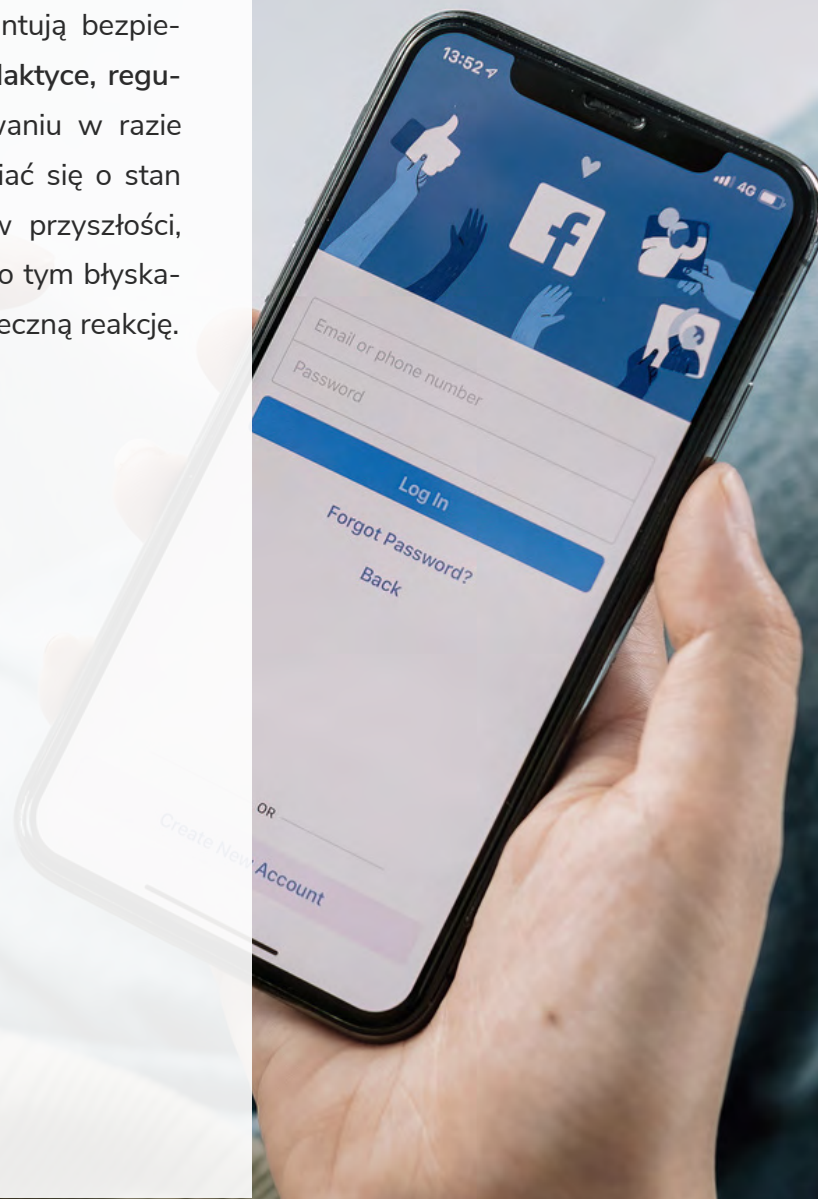 ntują bezpie-
laktyce, regu-
waniu w razie
iać się o stan
w przyszłości,
o tym błyska-
eczną reakcję.
13:52
4G
f
Email or phone number
Password
Log In
Forgot Password?
Back
OR
Create New Account